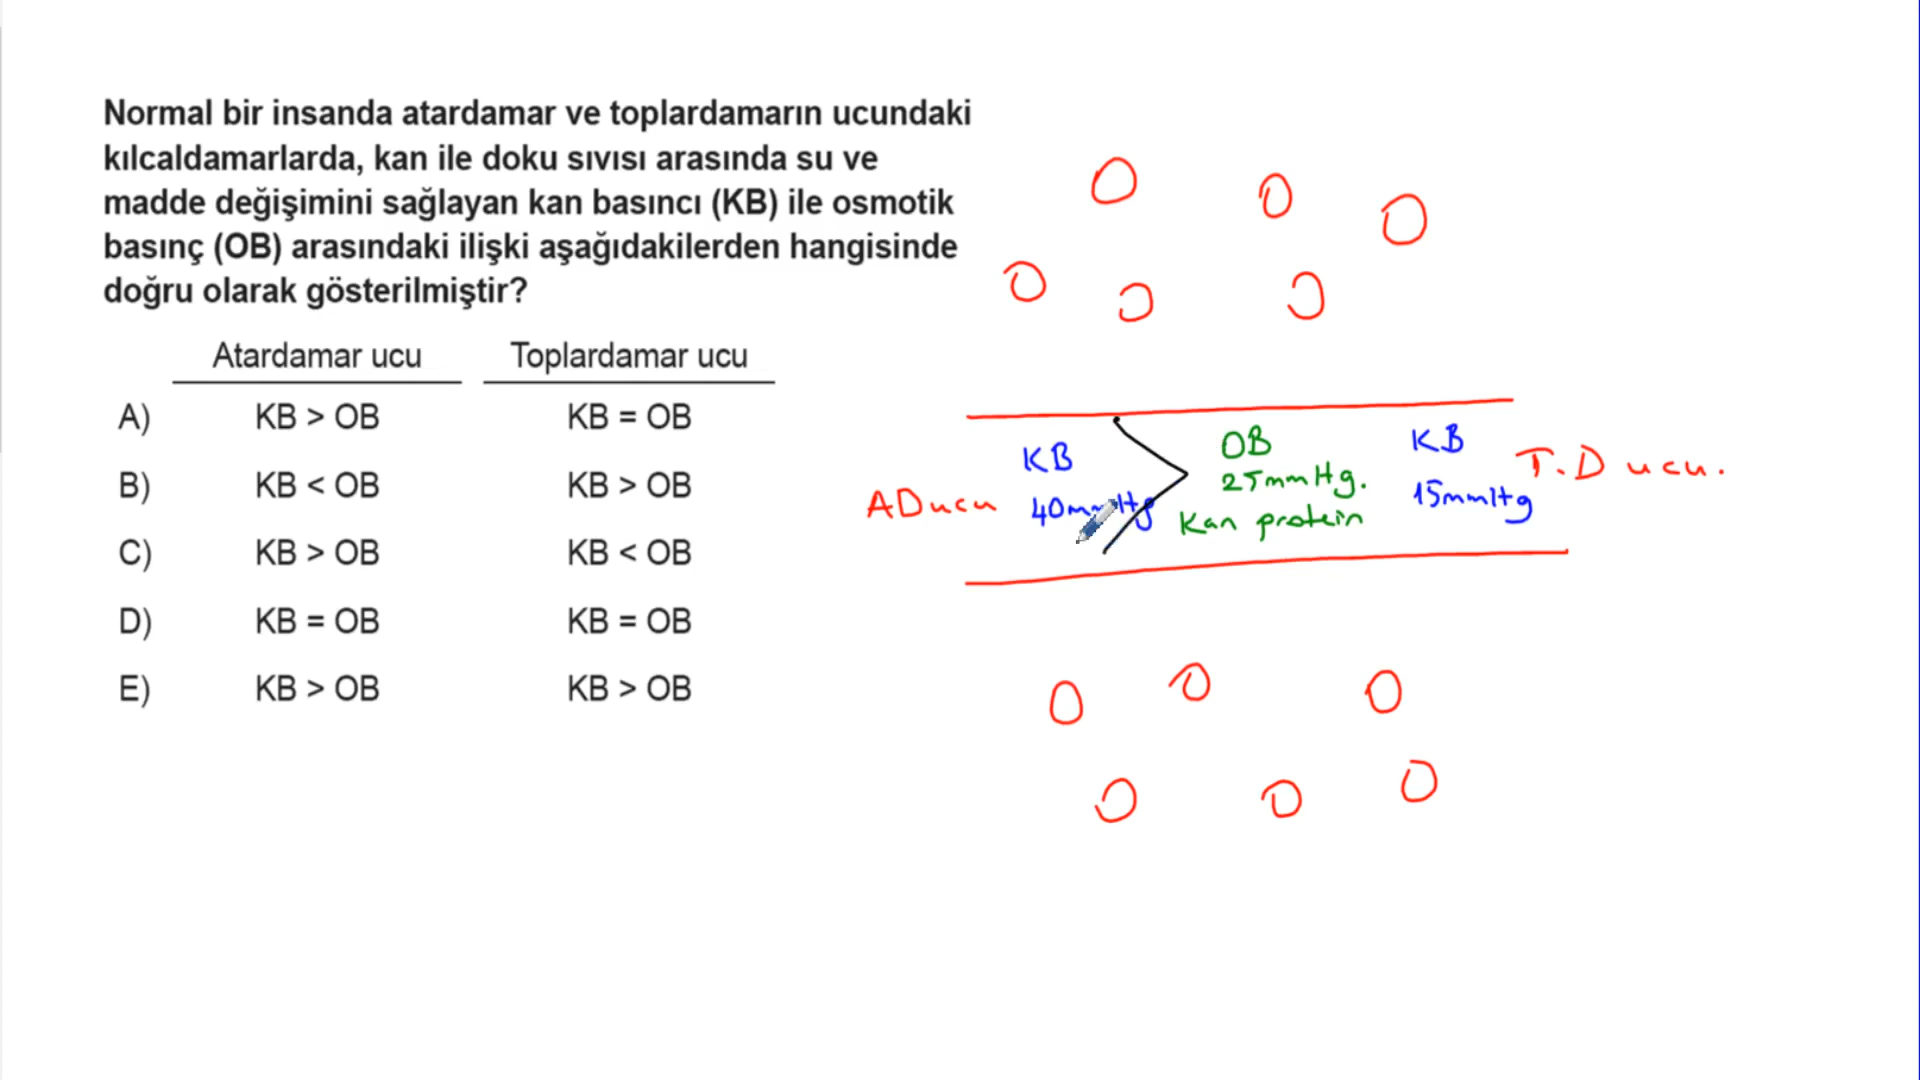 Normal bir insanda atardamar ve toplardamarın ucundaki
kılcaldamarlarda, kan ile doku sıvısı arasında su ve
madde değişimini sağlayan kan basıncı (KB) ile osmotik
basınç (OB) arasındaki ilişki aşağıdakilerden hangisinde
doğru olarak gösterilmiştir?
Atardamar ucu Toplardamar ucu
A) KB > OB KB = OB
B) KB < OB KB > OB
C) KB > OB KB < OB
D) KB = OB KB = OB
E) KB > OB KB > OB
AD ucu
KB
40mmHg
>
OB
25mmHg.
Kan protein
KB
15mmHg
T.D ucu.